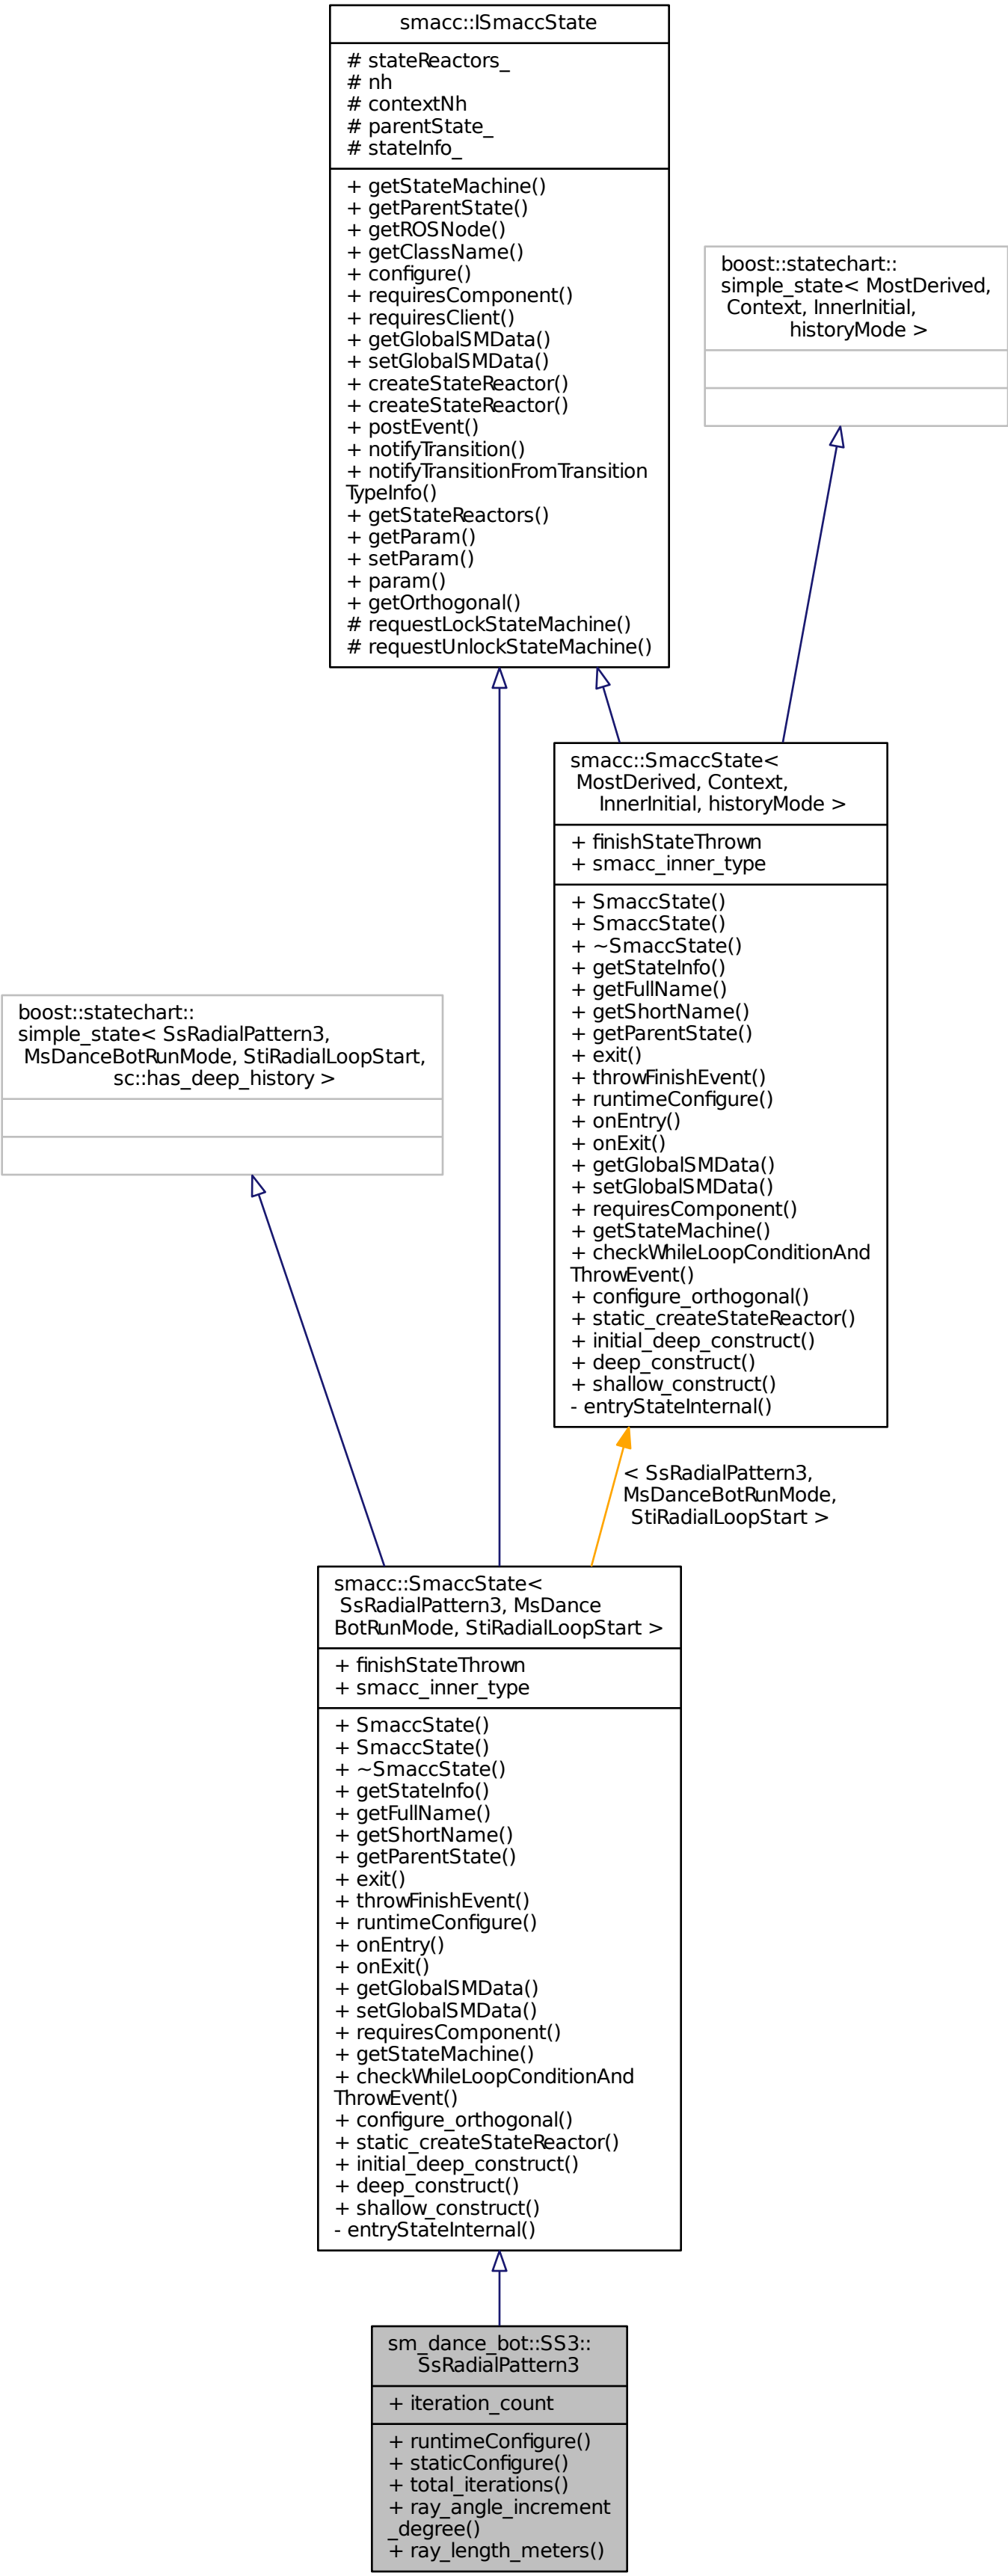 smacc::ISmaccState
# stateReactors_
# nh
# contextNh
# parentState_
# stateInfo_
+ getStateMachine()
+ getParentState()
+ getROSNode()
+ getClassName()
+ configure()
+ requiresComponent()
+ requiresClient()
+ getGlobalSMData()
+ setGlobalSMData()
+ createStateReactor()
+ createStateReactor()
+ postEvent()
+ notifyTransition()
+ notifyTransitionFromTransition
TypeInfo()
+ getStateReactors()
+ getParam()
+ setParam()
+ param()
+ getOrthogonal()
# requestLockStateMachine()
# requestUnlockStateMachine()
boost::statechart::
simple_state< MostDerived,
Context, InnerInitial,
historyMode >
smacc::SmaccState<
MostDerived, Context,
InnerInitial, historyMode >
+ finishStateThrown
+ smacc_inner_type
+ SmaccState()
+ SmaccState()
+ ~SmaccState()
+ getStateInfo()
+ getFullName()
+ getShortName()
+ getParentState()
+ exit()
+ throwFinishEvent()
+ runtimeConfigure()
+ onEntry()
+ onExit()
+ getGlobalSMData()
+ setGlobalSMData()
+ requiresComponent()
+ getStateMachine()
+ checkWhileLoopConditionAnd
ThrowEvent()
+ configure_orthogonal()
+ static_createStateReactor()
+ initial_deep_construct()
+ deep_construct()
+ shallow_construct()
- entryStateInternal()
boost::statechart::
simple_state< SsRadialPattern3,
MsDanceBotRunMode, StiRadialLoopStart,
sc::has_deep_history >
< SsRadialPattern3,
MsDanceBotRunMode,
StiRadialLoopStart >
smacc::SmaccState<
SsRadialPattern3, MsDance
BotRunMode, StiRadialLoopStart >
+ finishStateThrown
+ smacc_inner_type
+ SmaccState()
+ SmaccState()
+ ~SmaccState()
+ getStateInfo()
+ getFullName()
+ getShortName()
+ getParentState()
+ exit()
+ throwFinishEvent()
+ runtimeConfigure()
+ onEntry()
+ onExit()
+ getGlobalSMData()
+ setGlobalSMData()
+ requiresComponent()
+ getStateMachine()
+ checkWhileLoopConditionAnd
ThrowEvent()
+ configure_orthogonal()
+ static_createStateReactor()
+ initial_deep_construct()
+ deep_construct()
+ shallow_construct()
- entryStateInternal()
sm_dance_bot::SS3::
SsRadialPattern3
+ iteration_count
+ runtimeConfigure()
+ staticConfigure()
+ total_iterations()
+ ray_angle_increment
_degree()
+ ray_length_meters()